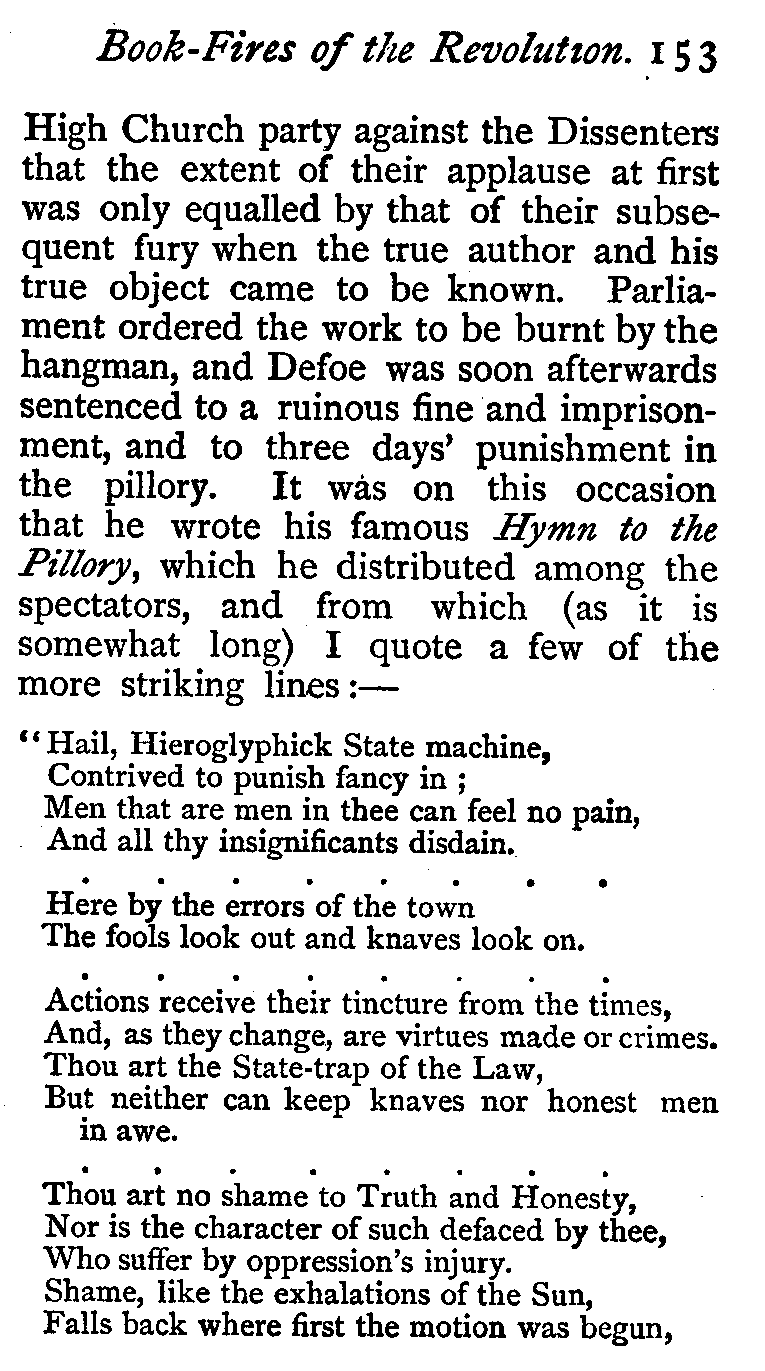 Book-Fires of the Revolution. 153
High Church party against the Dissenters
that the extent of their applause at first
was only equalled by that of their subse-
quent fury when the true author and his
true object came to be known. Parlia-
ment ordered the work to be burnt by the
hangman, and Defoe was soon afterwards
sentenced to a ruinous fine and imprison-
ment, and to three days' punishment in
the pillory. It was on this occasion
that he wrote his famous Hymn to the
Pillory, which he distributed among the
spectators, and from which (as it is
somewhat long) I quote a few of the
more striking lines :—
“Hail, Hieroglyphick State machine,
Contrived to punish fancy in ;
Men that are men in thee can feel no pain,
And all thy insignificants disdain.
. . . . . . . .
Here by the errors of the town
The fools look out and knaves look on.
. . . . . . . .
Actions receive their tincture from the times,
And, as they change, are virtues made or crimes.
Thou art the State-trap of the Law,
But neither can keep knaves nor honest men
in awe.
. . . . . . . .
Thou art no shame to Truth and Honesty,
Nor is the character of such defaced by thee,
Who suffer by oppression's injury.
Shame, like the exhalations of the Sun,
Falls back where first the motion was begun,